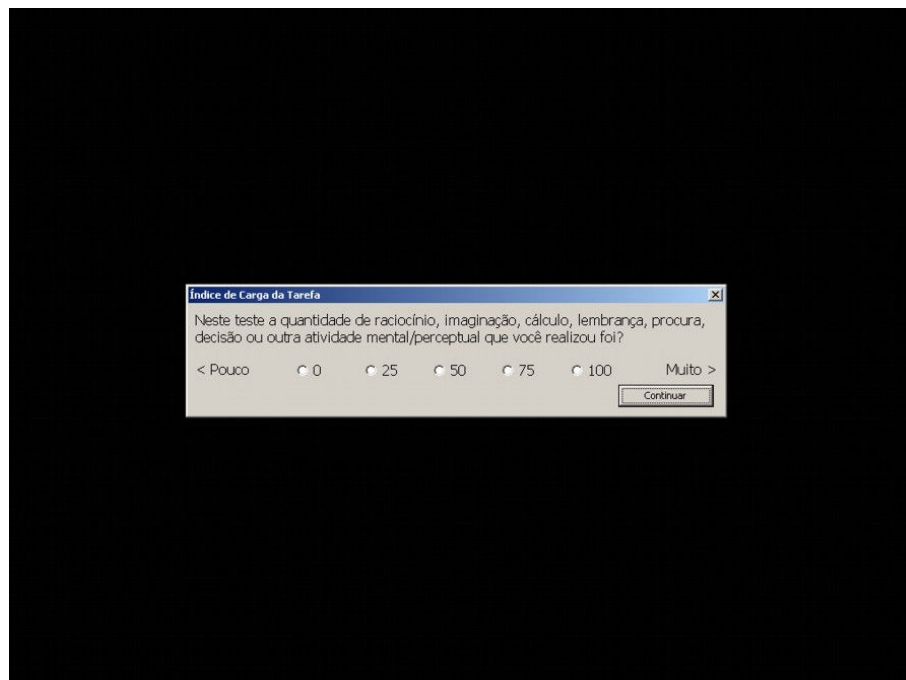 Índice de Carga da Tarefa
Neste teste a quantidade de raciocínio, imaginação, cálculo, lembrança, procura,
decisão ou outra atividade mental/perceptual que você realizou foi?
< Pouco 0 25 50 75 100 Muito >
Continuar